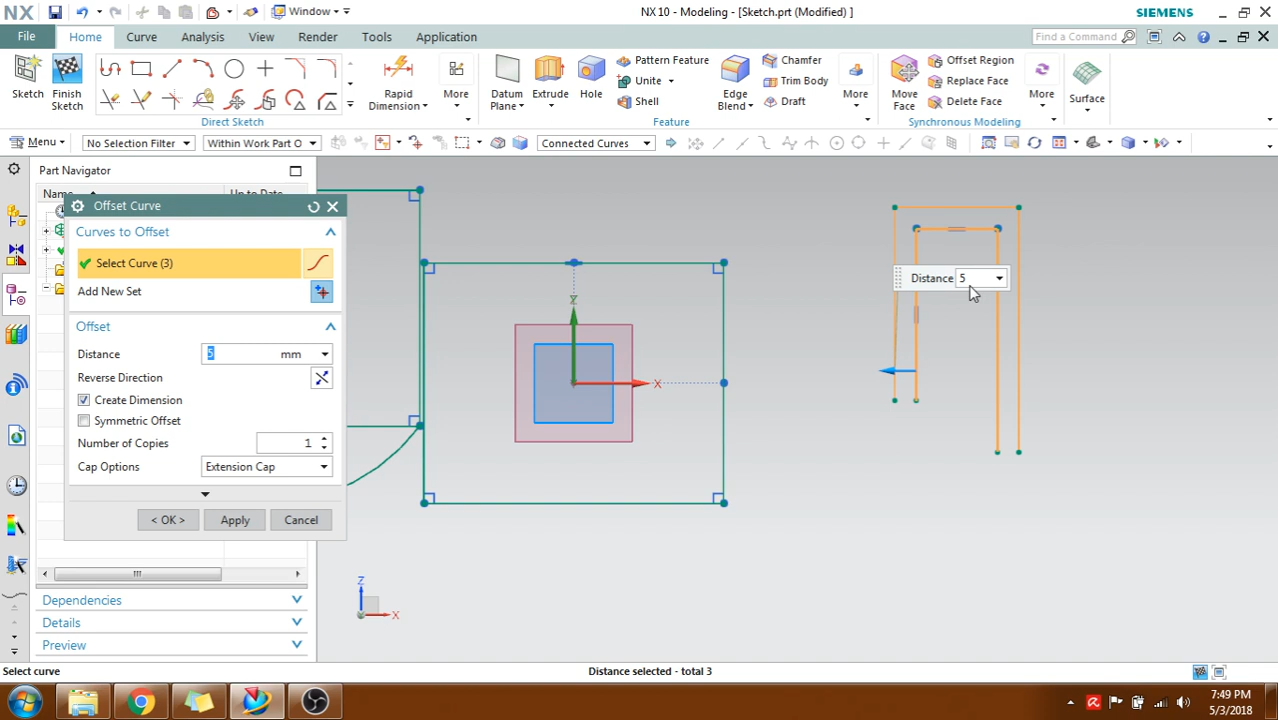 NX
Window
NX 10 - Modeling - [Sketch.prt (Modified) ]
SIEMENS
File Home Curve Analysis View Render Tools Application
Find a Command
Sketch
Finish
Sketch
Rapid
Dimension
More
Direct Sketch
Datum
Plane
Extrude
Hole
Pattern Feature
Unite
Shell
Edge
Blend
Chamfer
Trim Body
Draft
More
Feature
Move
Face
Offset Region
Replace Face
Delete Face
More
Synchronous Modeling
Surface
Menu
No Selection Filter
Within Work Part O
Connected Curves
Part Navigator
Name
Up to Date
Offset Curve
Curves to Offset
Select Curve (3)
Add New Set
Offset
Distance 5 mm
Reverse Direction
Create Dimension
Symmetric Offset
Number of Copies 1
Cap Options Extension Cap
< OK > Apply Cancel
Dependencies
Details
Preview
Distance 5
X
Z
X
Select curve
Distance selected - total 3
7:49 PM
5/3/2018